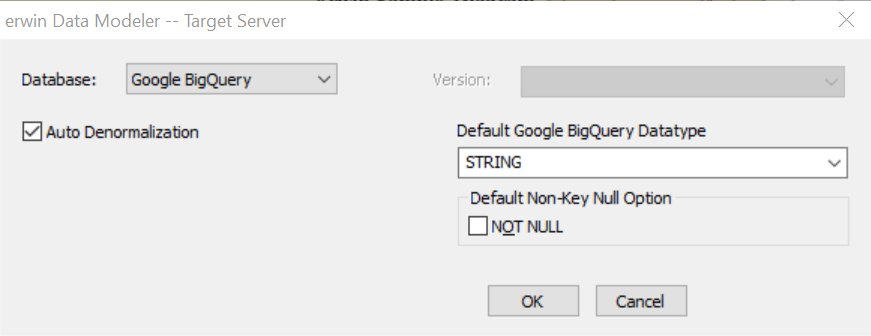 erwin Data Modeler -- Target Server
Database: Google BigQuery Version:
Auto Denormalization
Default Google BigQuery Datatype
STRING
Default Non-Key Null Option
NOT NULL
OK Cancel